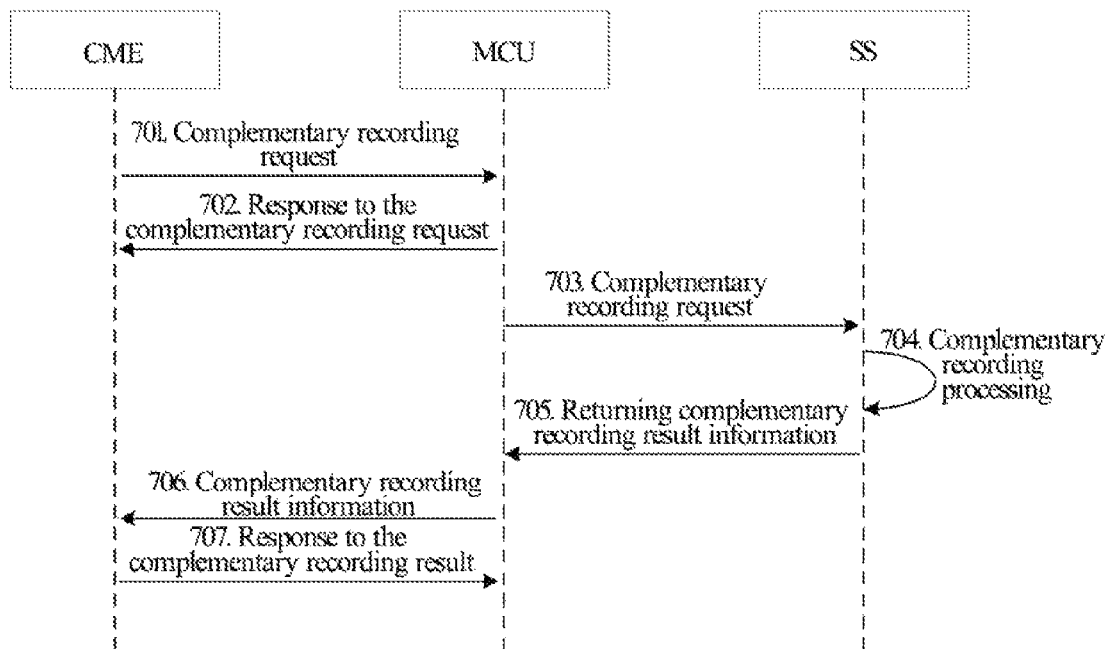 CME
MCU
SS
701. Complementary recording
request
702. Response to the
complementary recording request
703. Complementary
recording request
704. Complementary
recording
processing
705. Returning complementary
recording result information
706. Complementary recording
result information
707. Response to the
complementary recording result